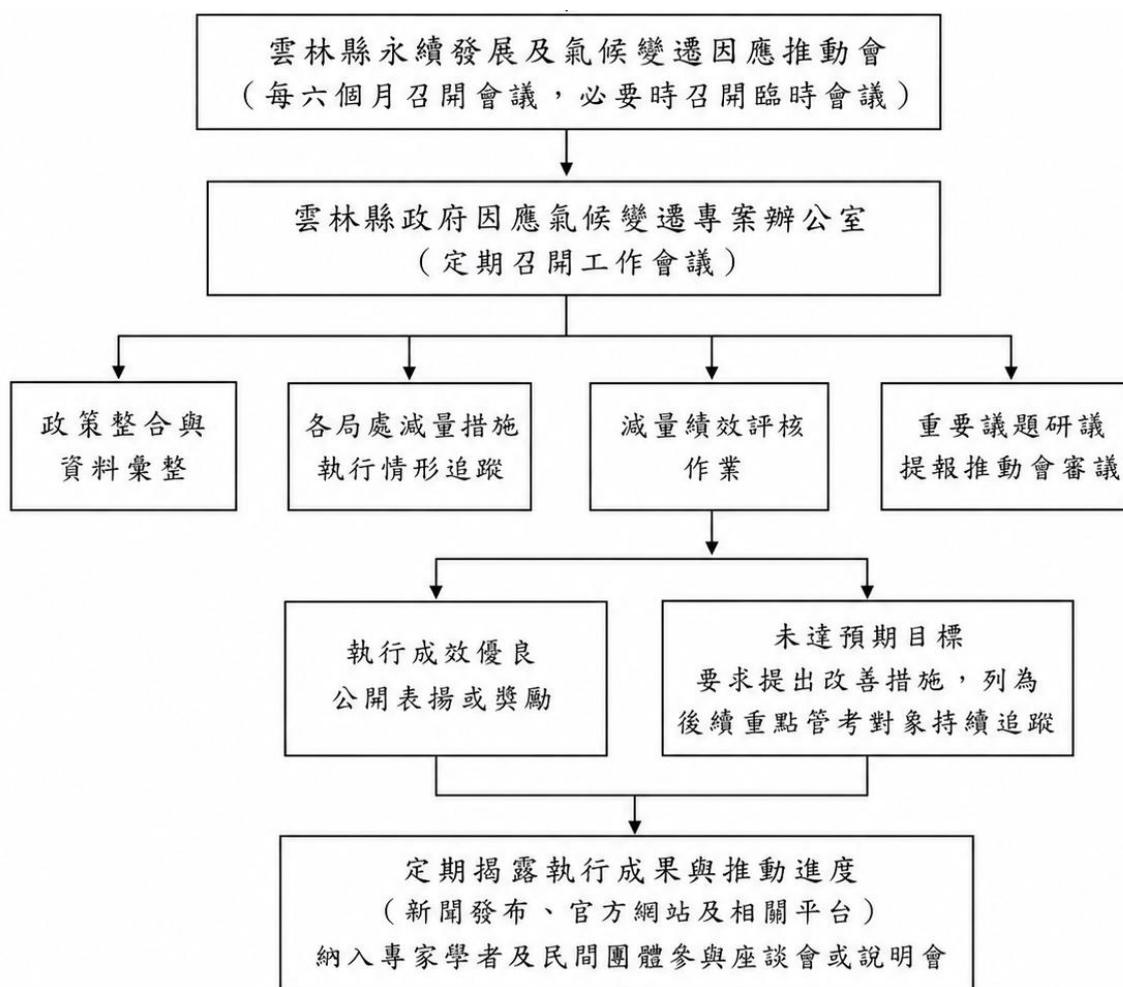 雲林縣永續發展及氣候變遷因應推動會
（每六個月召開會議，必要時召開臨時會議）
雲林縣政府因應氣候變遷專案辦公室
（定期召開工作會議）
政策整合與
資料彙整
各局處減量措施
執行情形追蹤
減量績效評核
作業
重要議題研議
提報推動會審議
執行成效優良
公開表揚或獎勵
未達預期目標
要求提出改善措施，列為
後續重點管考對象持續追蹤
定期揭露執行成果與推動進度
（新聞發布、官方網站及相關平台）
納入專家學者及民間團體參與座談會或說明會